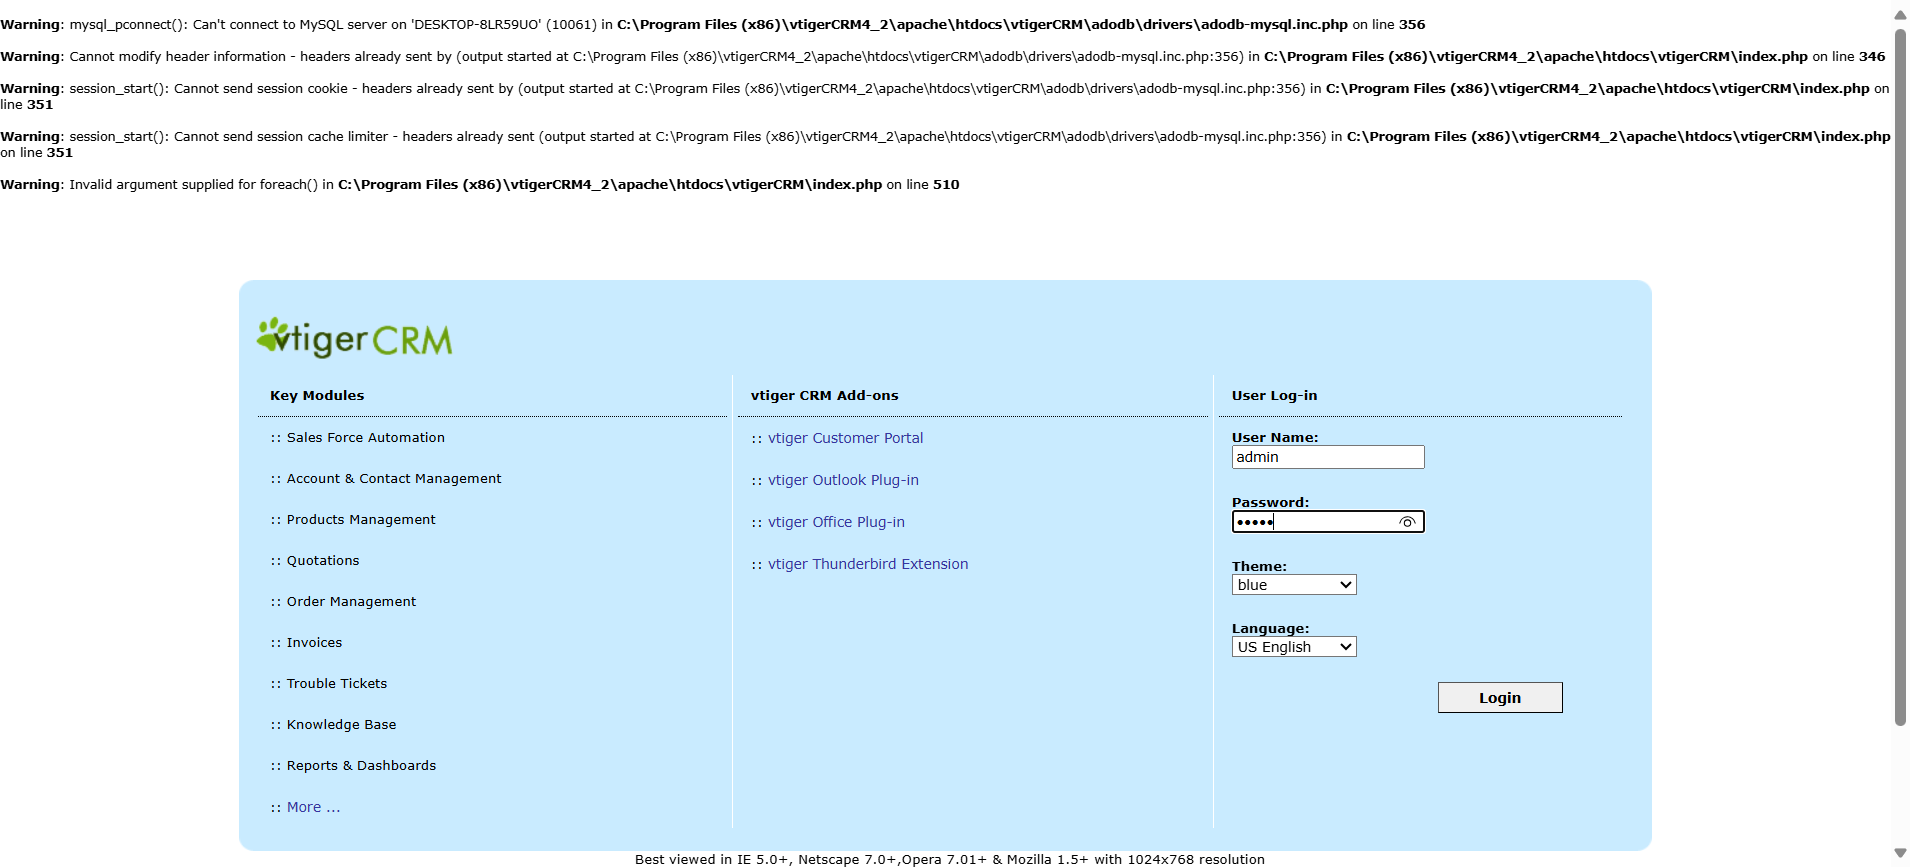 Warning: mysql_pconnect(): Can't connect to MySQL server on 'DESKTOP-8LR59UO' (10061) in C:\Program Files (x86)\vtigerCRM4_2\apache\htdocs\vtigerCRM\adodb\drivers\adodb-mysql.inc.php on line 356
Warning: Cannot modify header information - headers already sent by (output started at C:\Program Files (x86)\vtigerCRM4_2\apache\htdocs\vtigerCRM\adodb\drivers\adodb-mysql.inc.php:356) in C:\Program Files (x86)\vtigerCRM4_2\apache\htdocs\vtigerCRM\index.php on line 346
Warning: session_start(): Cannot send session cookie - headers already sent by (output started at C:\Program Files (x86)\vtigerCRM4_2\apache\htdocs\vtigerCRM\adodb\drivers\adodb-mysql.inc.php:356) in C:\Program Files (x86)\vtigerCRM4_2\apache\htdocs\vtigerCRM\index.php on
line 351
Warning: session_start(): Cannot send session cache limiter - headers already sent (output started at C:\Program Files (x86)\vtigerCRM4_2\apache\htdocs\vtigerCRM\adodb\drivers\adodb-mysql.inc.php:356) in C:\Program Files (x86)\vtigerCRM4_2\apache\htdocs\vtigerCRM\index.php
on line 351
Warning: Invalid argument supplied for foreach() in C:\Program Files (x86)\vtigerCRM4_2\apache\htdocs\vtigerCRM\index.php on line 510
vtiger CRM
Key Modules
:: Sales Force Automation
:: Account & Contact Management
:: Products Management
:: Quotations
:: Order Management
:: Invoices
:: Trouble Tickets
:: Knowledge Base
:: Reports & Dashboards
:: More ...
vtiger CRM Add-ons
:: vtiger Customer Portal
:: vtiger Outlook Plug-in
:: vtiger Office Plug-in
:: vtiger Thunderbird Extension
User Log-in
User Name:
admin
Password:
•••••
Theme:
blue
Language:
US English
Login
Best viewed in IE 5.0+, Netscape 7.0+,Opera 7.01+ & Mozilla 1.5+ with 1024x768 resolution